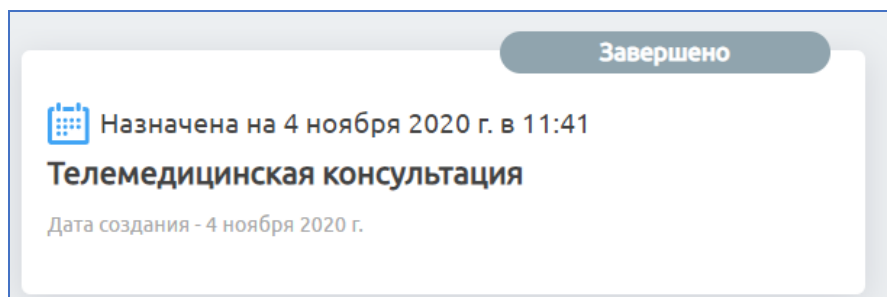 Завершено
Назначена на 4 ноября 2020 г. в 11:41
Телемедицинская консультация
Дата создания - 4 ноября 2020 г.